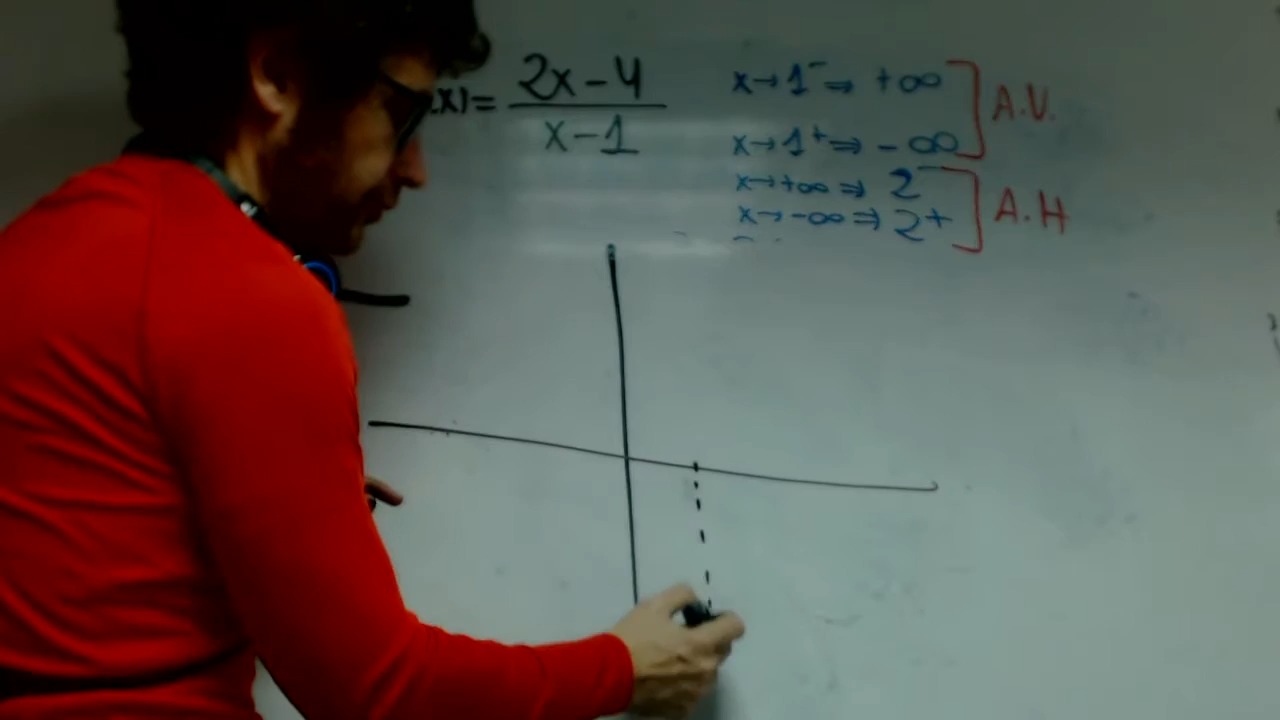 (x) = 2x-4 / x-1
x→1⁻ ⇒ +∞
x→1⁺ ⇒ -∞
A.V.
x→+∞ ⇒ 2⁻
x→-∞ ⇒ 2⁺
A.H